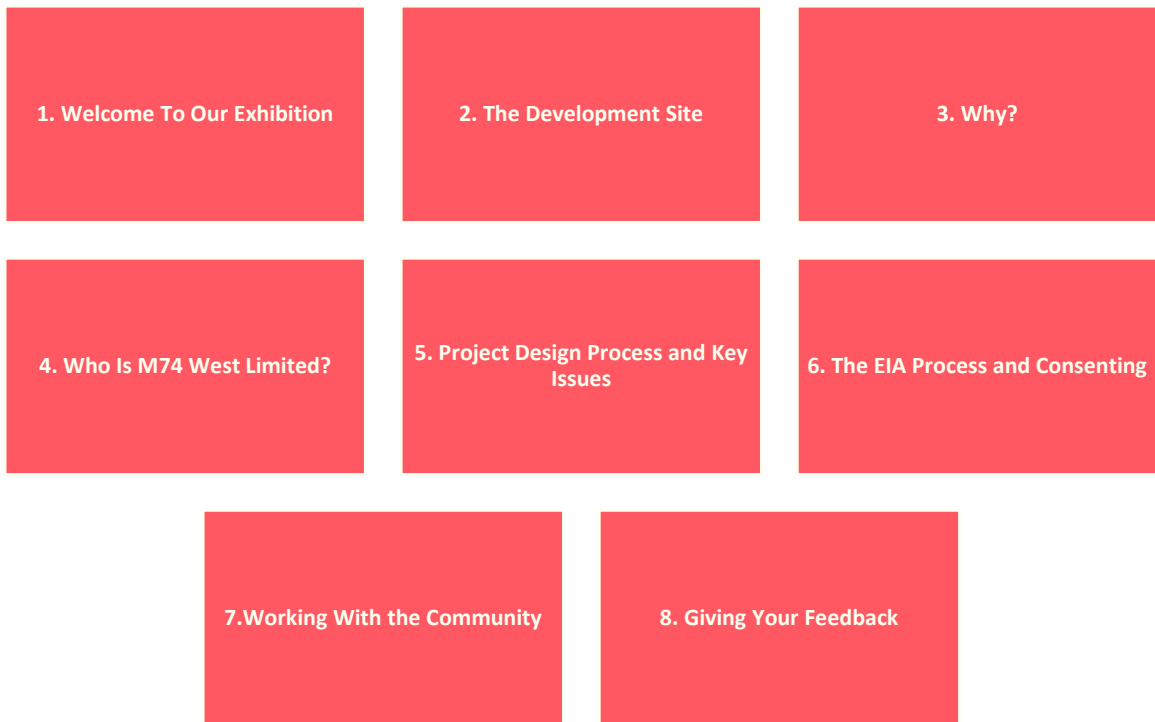 1. Welcome To Our Exhibition
2. The Development Site
3. Why?
4. Who Is M74 West Limited?
5. Project Design Process and Key
Issues
6. The EIA Process and Consenting
7.Working With the Community
8. Giving Your Feedback